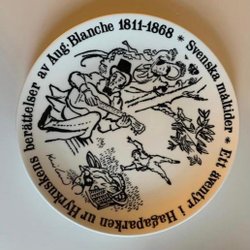 Svenska måltider * Ett äventyr i Hagaparken ur Hyrkuskens berättelser av Aug. Blanche 1811-1868 *